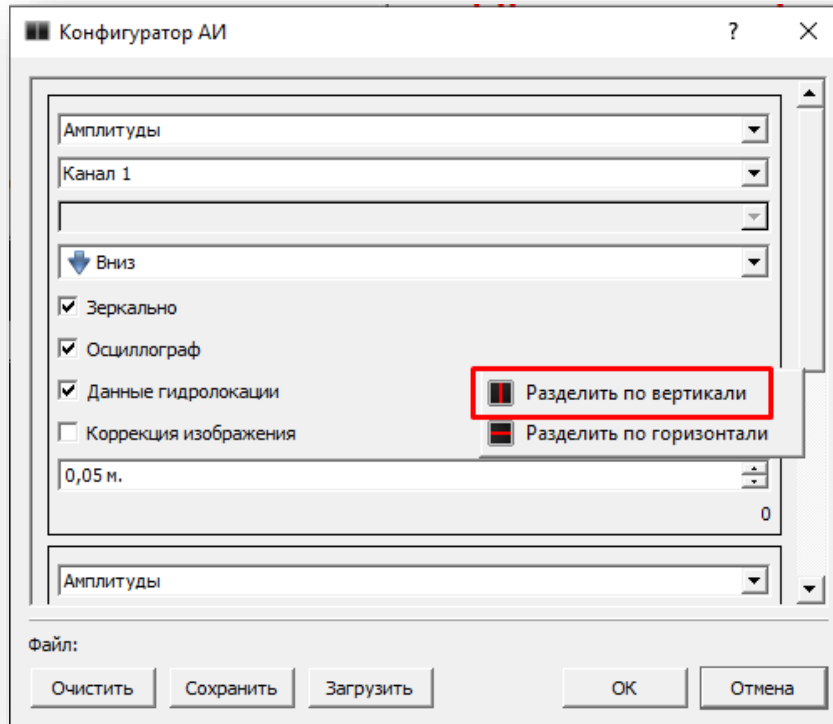 Конфигуратор АИ ?
Амплитуды
Канал 1
Вниз
Зеркально
Осциллограф
Данные гидролокации
Разделить по вертикали
Коррекция изображения
Разделить по горизонтали
0,05 м.
0
Амплитуды
Файл:
Очистить Сохранить Загрузить ОК Отмена